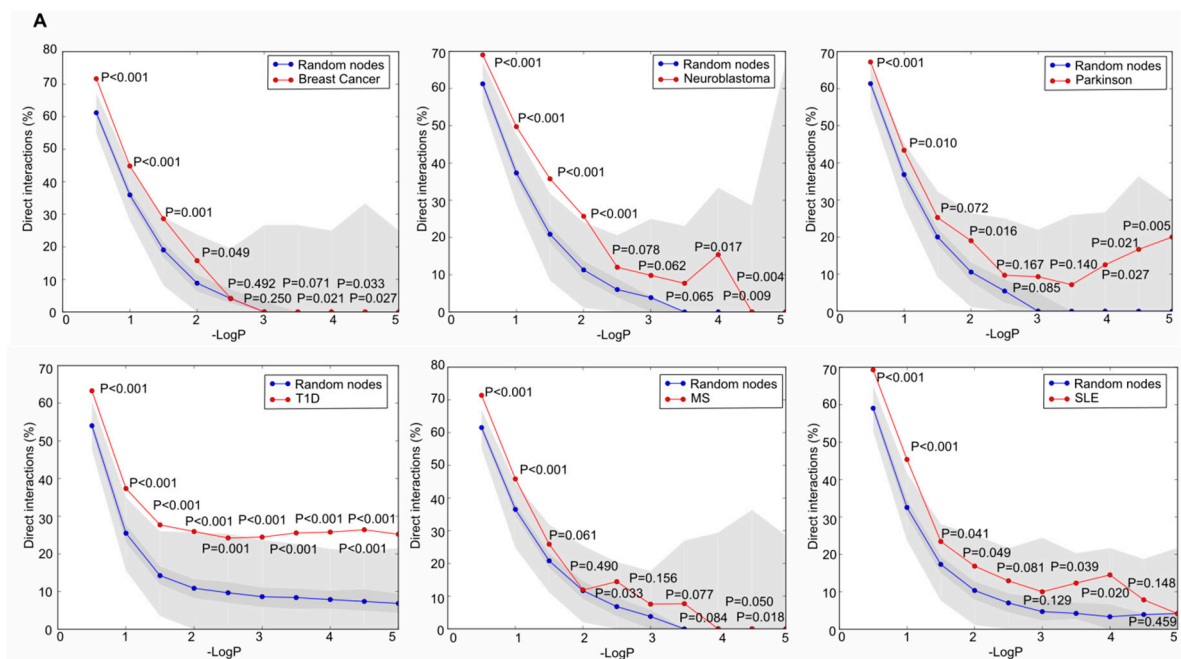 A
Direct interactions (%)
80
70
60
50
40
30
20
10
0
Random nodes
Breast Cancer
P<0.001
P<0.001
P=0.001
P=0.049
P=0.492
P=0.250
P=0.071
P=0.021
P=0.033
P=0.027
0 1 2 3 4 5
-LogP
Direct interactions (%)
70
60
50
40
30
20
10
0
Random nodes
Neuroblastoma
P<0.001
P<0.001
P<0.001
P<0.001
P=0.078
P=0.062
P=0.065
P=0.017
P=0.009
P=0.004
0 1 2 3 4 5
-LogP
Direct interactions (%)
70
60
50
40
30
20
10
0
Random nodes
Parkinson
P<0.001
P=0.010
P=0.072
P=0.016
P=0.167
P=0.085
P=0.140
P=0.021
P=0.027
P=0.005
0 1 2 3 4 5
-LogP
Direct interactions (%)
70
60
50
40
30
20
10
0
Random nodes
T1D
P<0.001
P<0.001
P<0.001
P<0.001
P=0.001
P<0.001
P<0.001
P<0.001
P<0.001
P<0.001
0 1 2 3 4 5
-LogP
Direct interactions (%)
80
70
60
50
40
30
20
10
0
Random nodes
MS
P<0.001
P<0.001
P=0.061
P=0.490
P=0.033
P=0.156
P=0.077
P=0.084
P=0.050
P=0.018
0 1 2 3 4 5
-LogP
Direct interactions (%)
70
60
50
40
30
20
10
0
Random nodes
SLE
P<0.001
P<0.001
P=0.041
P=0.049
P=0.081
P=0.129
P=0.039
P=0.020
P=0.148
P=0.459
0 1 2 3 4 5
-LogP